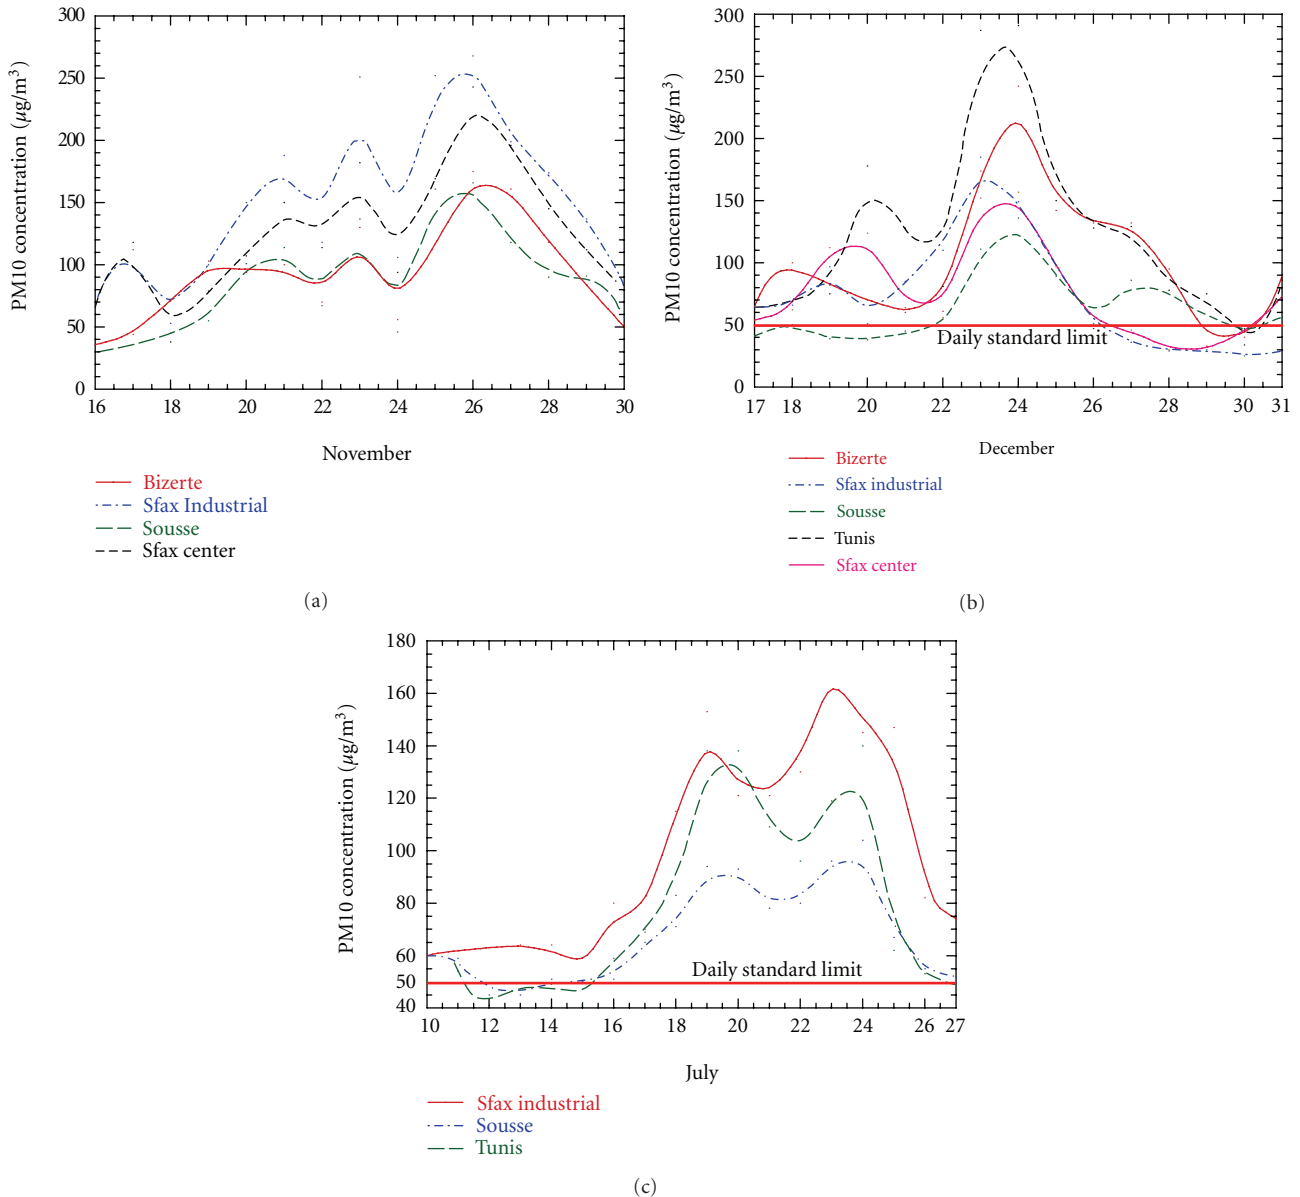 300
250
200
150
100
50
0
PM10 concentration (µg/m³)
16 18 20 22 24 26 28 30
November
Bizerte
Sfax Industrial
Sousse
Sfax center
(a)
300
250
200
150
100
50
0
PM10 concentration (µg/m³)
Daily standard limit
17 18 20 22 24 26 28 30 31
December
Bizerte
Sfax industrial
Sousse
Tunis
Sfax center
(b)
180
160
140
120
100
80
60
50
40
PM10 concentration (µg/m³)
Daily standard limit
10 12 14 16 18 20 22 24 26 27
July
Sfax industrial
Sousse
Tunis
(c)